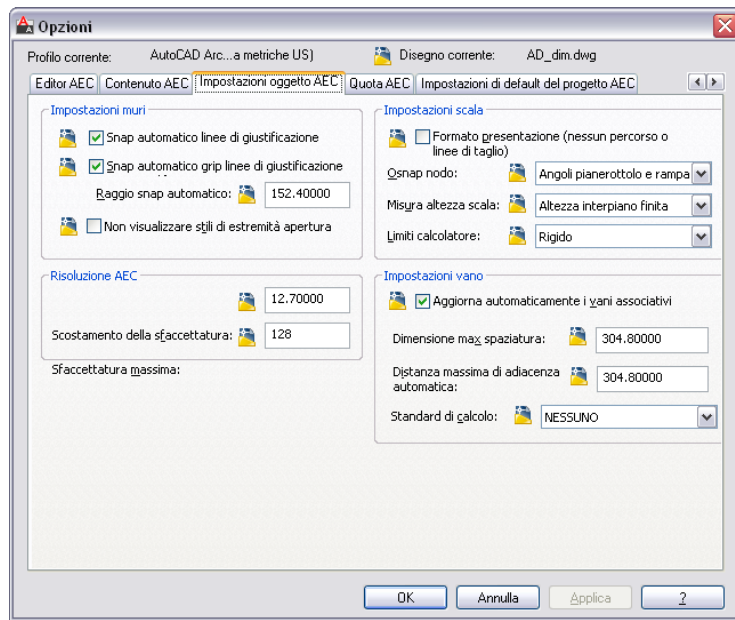 Opzioni
Profilo corrente: AutoCAD Arc...a metriche US) Disegno corrente: AD_dim.dwg
Editor AEC Contenuto AEC Impostazioni oggetto AEC Quota AEC Impostazioni di default del progetto AEC
Impostazioni muri
Snap automatico linee di giustificazione
Snap automatico grip linee di giustificazione
Raggio snap automatico: 152.40000
Non visualizzare stili di estremità apertura
Risoluzione AEC
12.70000
Scostamento della sfaccettatura: 128
Sfaccettatura massima:
Impostazioni scala
Formato presentazione (nessun percorso o
linee di taglio)
Osnap nodo: Angoli pianerottolo e rampa
Misura altezza scala: Altezza interpiano finita
Limiti calcolatore: Rigido
Impostazioni vano
Aggiorna automaticamente i vani associativi
Dimensione max spaziatura: 304.80000
Distanza massima di adiacenza
automatica: 304.80000
Standard di calcolo: NESSUNO
OK Annulla Applica ?